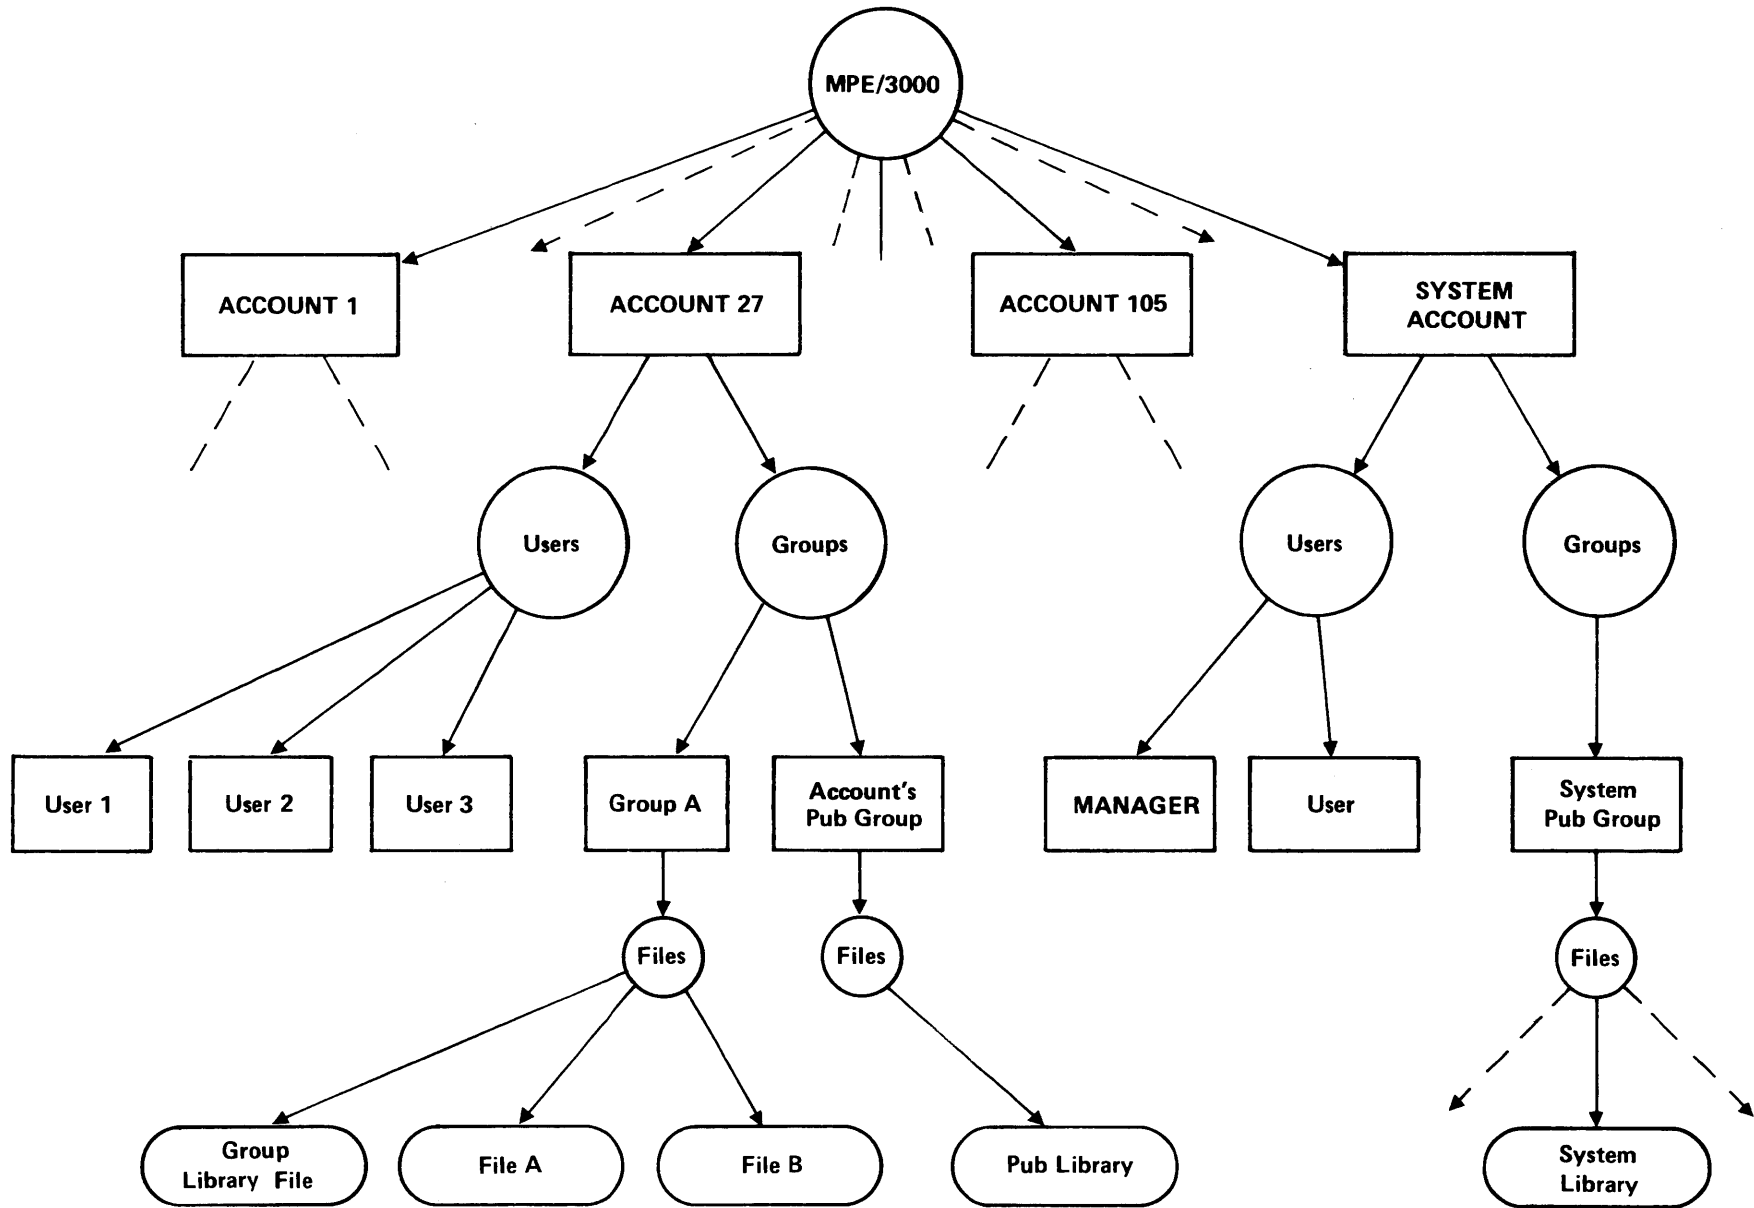 MPE/3000
ACCOUNT 1
ACCOUNT 27
ACCOUNT 105
SYSTEM
ACCOUNT
Users
Groups
Users
Groups
User 1
User 2
User 3
Group A
Account's
Pub Group
MANAGER
User
System
Pub Group
Files
Files
Files
Group
Library File
File A
File B
Pub Library
System
Library